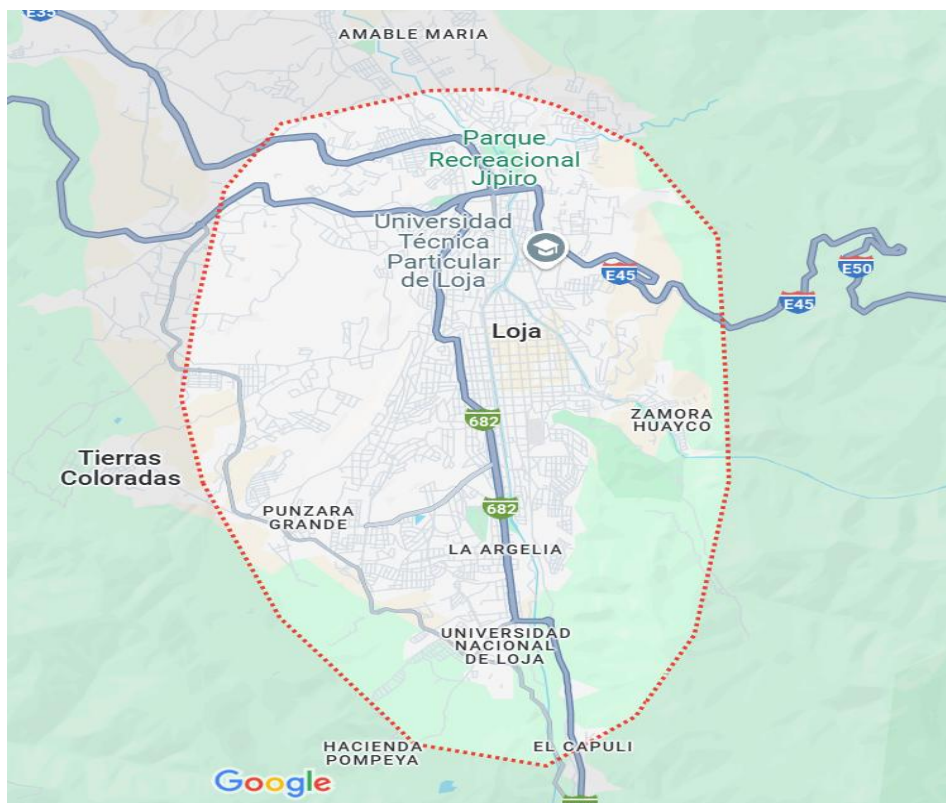 E35
AMABLE MARIA
Parque
Recreacional
Jipiro
Universidad
Técnica
Particular
de Loja
E45
E50
E45
Loja
682
ZAMORA
HUAYCO
Tierras
Coloradas
682
PUNZARA
GRANDE
LA ARGELIA
UNIVERSIDAD
NACIONAL
DE LOJA
HACIENDA
POMPEYA
EL CAPULI
Google